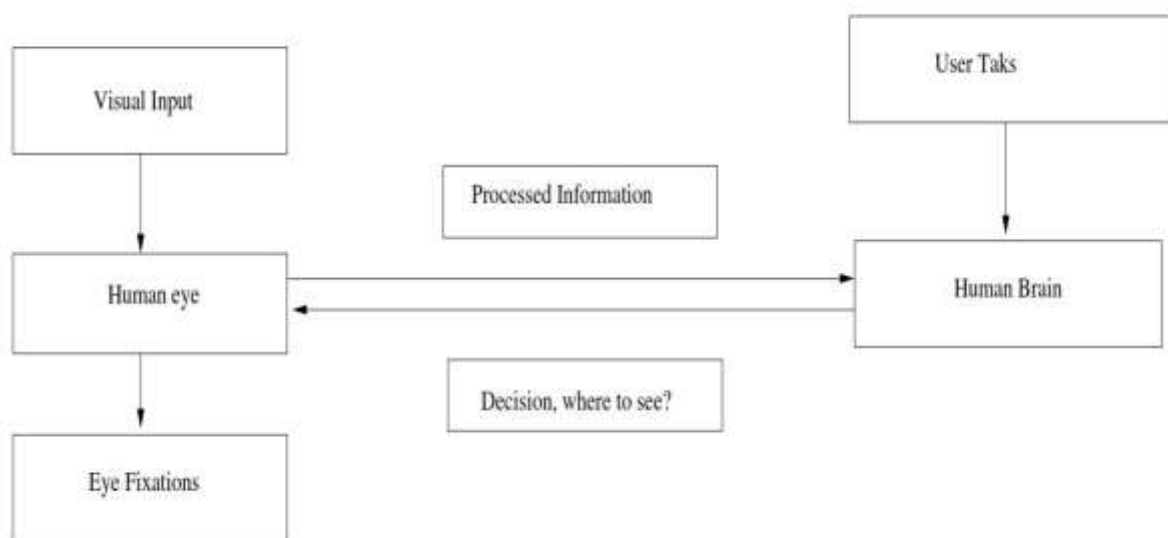 User Taks
Visual Input
Processed Information
Human eye
Human Brain
Decision, where to see?
Eye Fixations